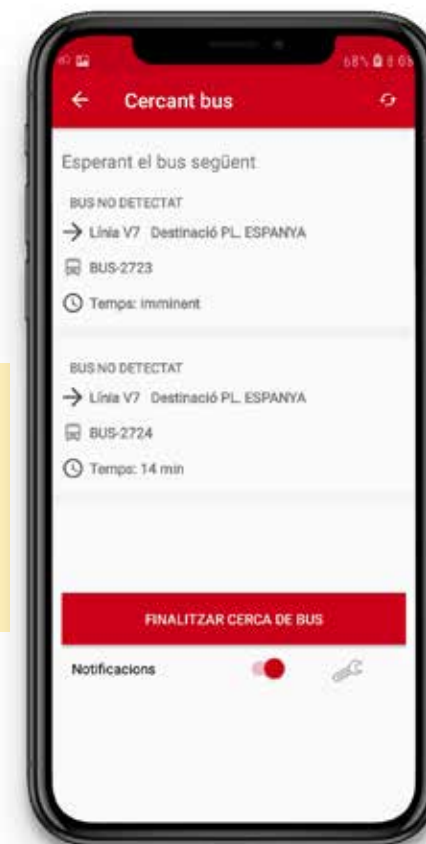 68%
Cercant bus
Esperant el bus següent
BUS NO DETECTAT
Línia V7 Destinació PL. ESPANYA
BUS-2723
Temps: imminent
BUS NO DETECTAT
Línia V7 Destinació PL. ESPANYA
BUS-2724
Temps: 14 min
FINALITZAR CERCA DE BUS
Notificacions